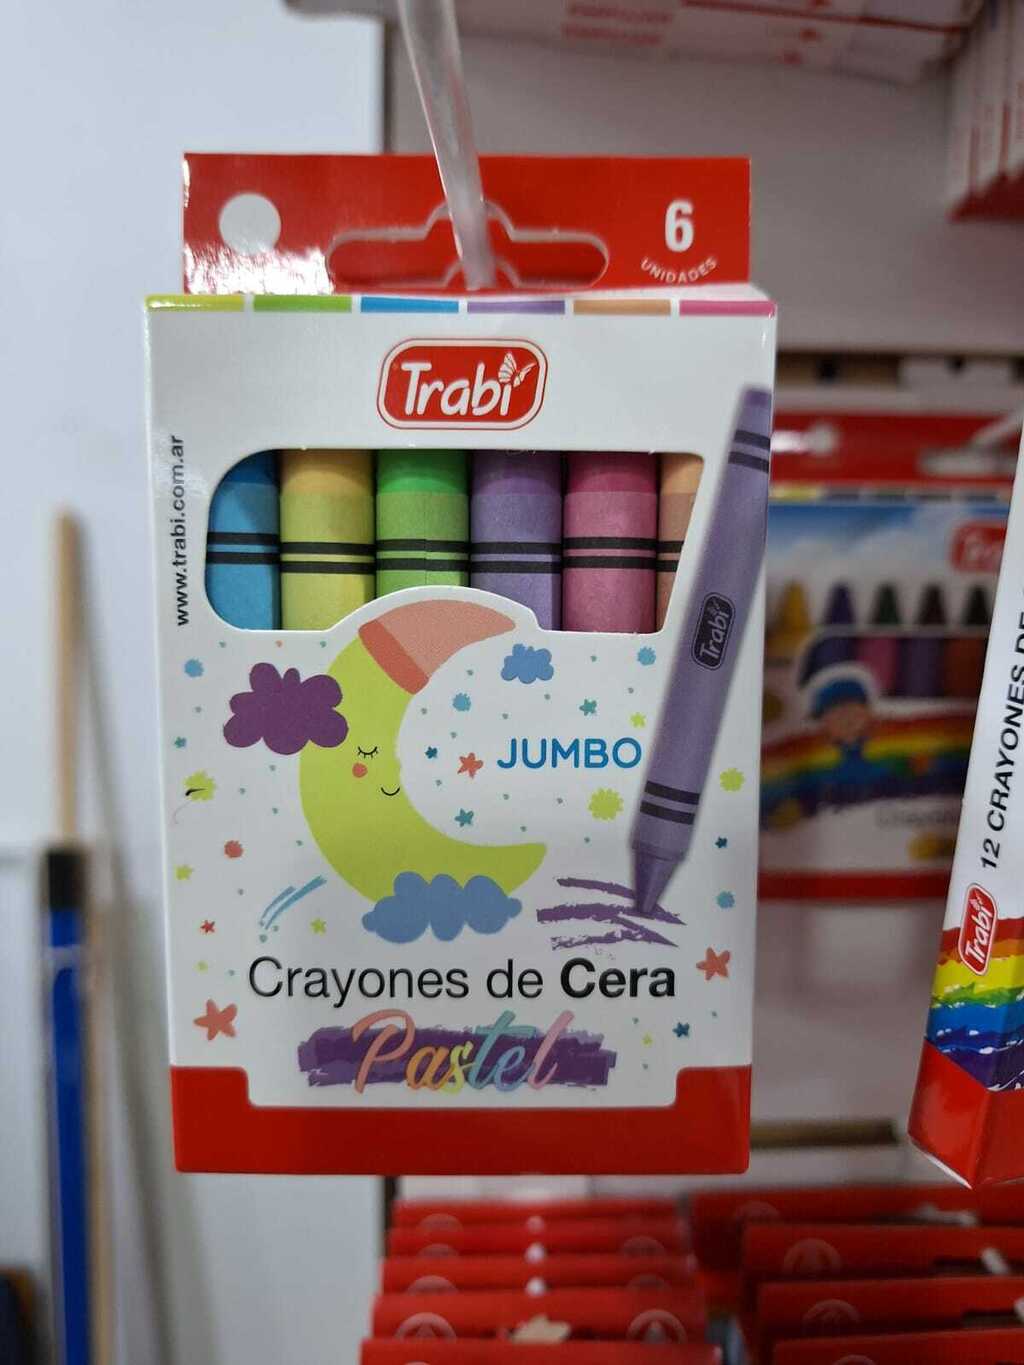 6
UNIDADES
Trabi
www.trabi.com.ar
Trabi
JUMBO
Crayones de Cera
Pastel
12 CRAYONES DE
Trabi